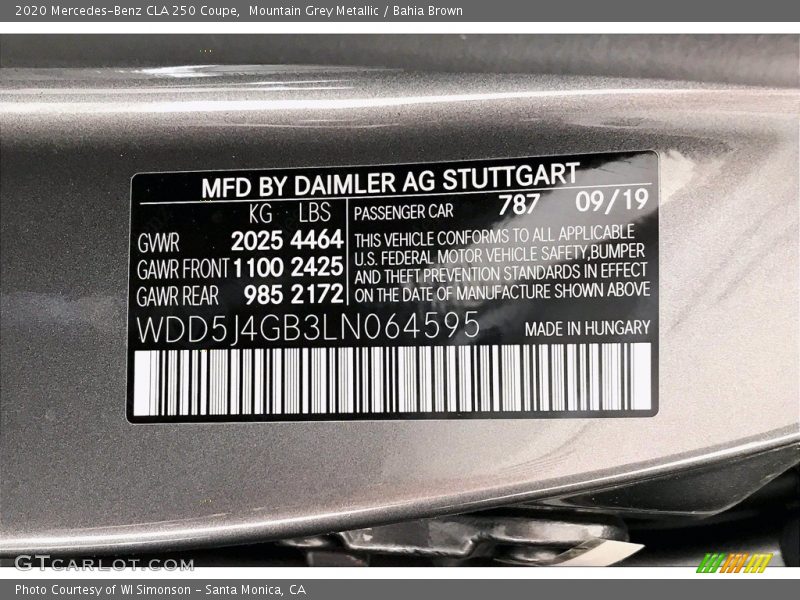 2020 Mercedes-Benz CLA 250 Coupe,  Mountain Grey Metallic / Bahia Brown
MFD BY DAIMLER AG STUTTGART
KG LBS PASSENGER CAR 787 09/19
GVWR 2025 4464 THIS VEHICLE CONFORMS TO ALL APPLICABLE
GAWR FRONT 1100 2425 U.S. FEDERAL MOTOR VEHICLE SAFETY, BUMPER
GAWR REAR 985 2172 AND THEFT PREVENTION STANDARDS IN EFFECT
ON THE DATE OF MANUFACTURE SHOWN ABOVE
WDD5J4GB3LN064595 MADE IN HUNGARY
GTCARLOT.COM
Photo Courtesy of WI Simonson - Santa Monica, CA